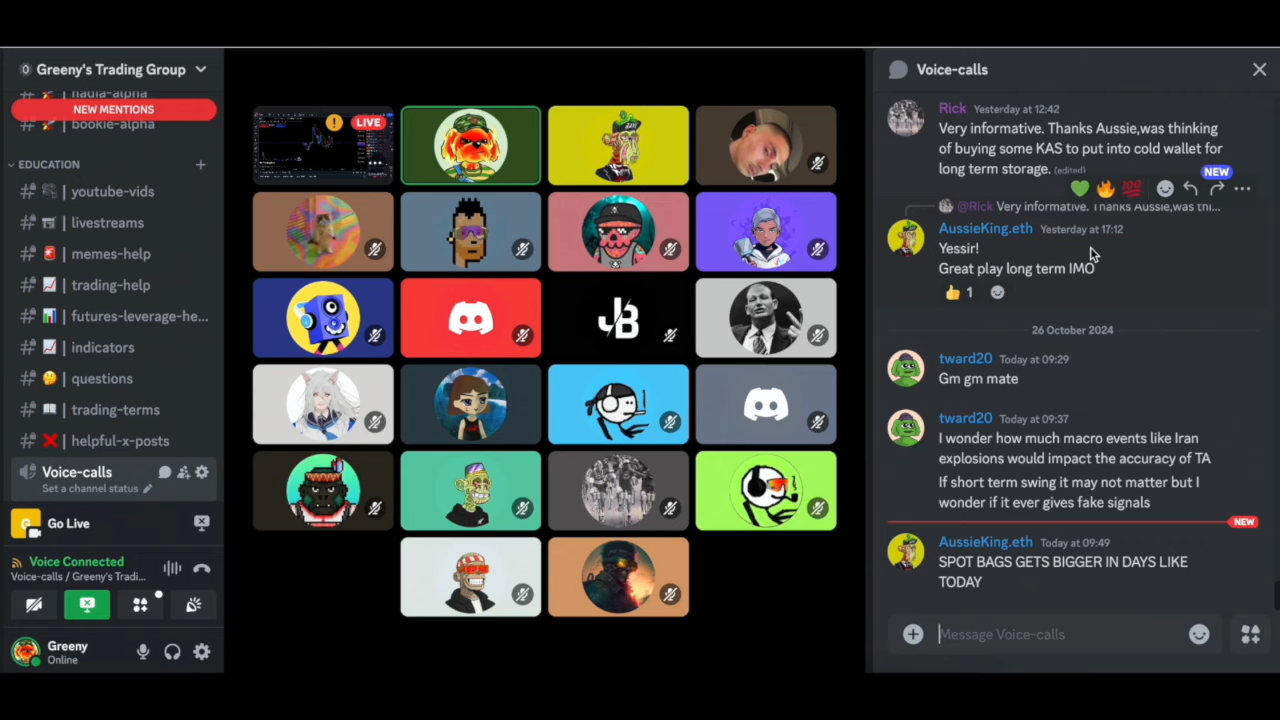 Greeny's Trading Group
nadia-alpha
NEW MENTIONS
bookie-alpha
EDUCATION
# | youtube-vids
# | livestreams
# | memes-help
# | trading-help
# | futures-leverage-he...
# | indicators
# | questions
# | trading-terms
# | helpful-x-posts
Voice-calls
Set a channel status
Go Live
Voice Connected
Voice-calls / Greeny's Tradi...
Greeny
Online
LIVE
JB
Voice-calls
Rick Yesterday at 12:42
Very informative. Thanks Aussie,was thinking
of buying some KAS to put into cold wallet for
long term storage. (edited)
NEW
@Rick Very informative. Thanks Aussie,was thi...
AussieKing.eth Yesterday at 17:12
Yessir!
Great play long term IMO
👍 1
26 October 2024
tward20 Today at 09:29
Gm gm mate
tward20 Today at 09:37
I wonder how much macro events like Iran
explosions would impact the accuracy of TA
If short term swing it may not matter but I
wonder if it ever gives fake signals
NEW
AussieKing.eth Today at 09:49
SPOT BAGS GETS BIGGER IN DAYS LIKE
TODAY
Message Voice-calls